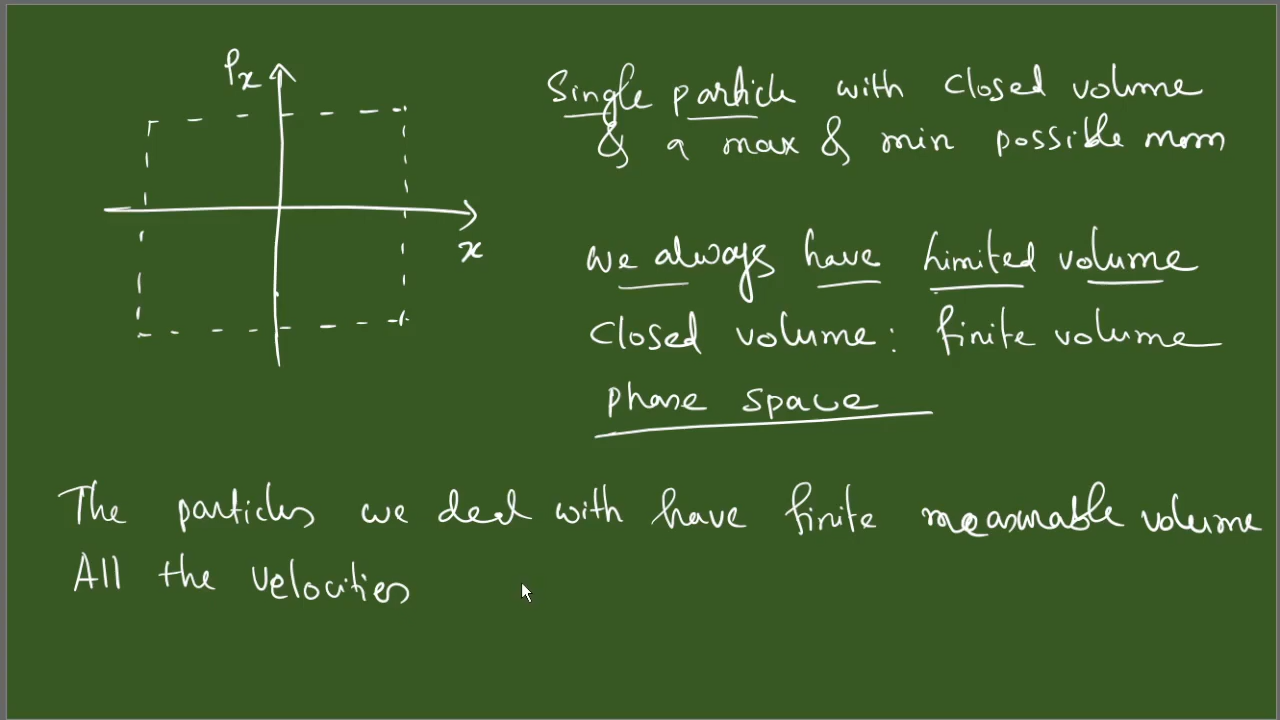 Px
x
Single particle with closed volume
& a max & min possible mom
we always have limited volume
closed volume: finite volume
phase space
The particles we deal with have finite measurable volume
All the velocities